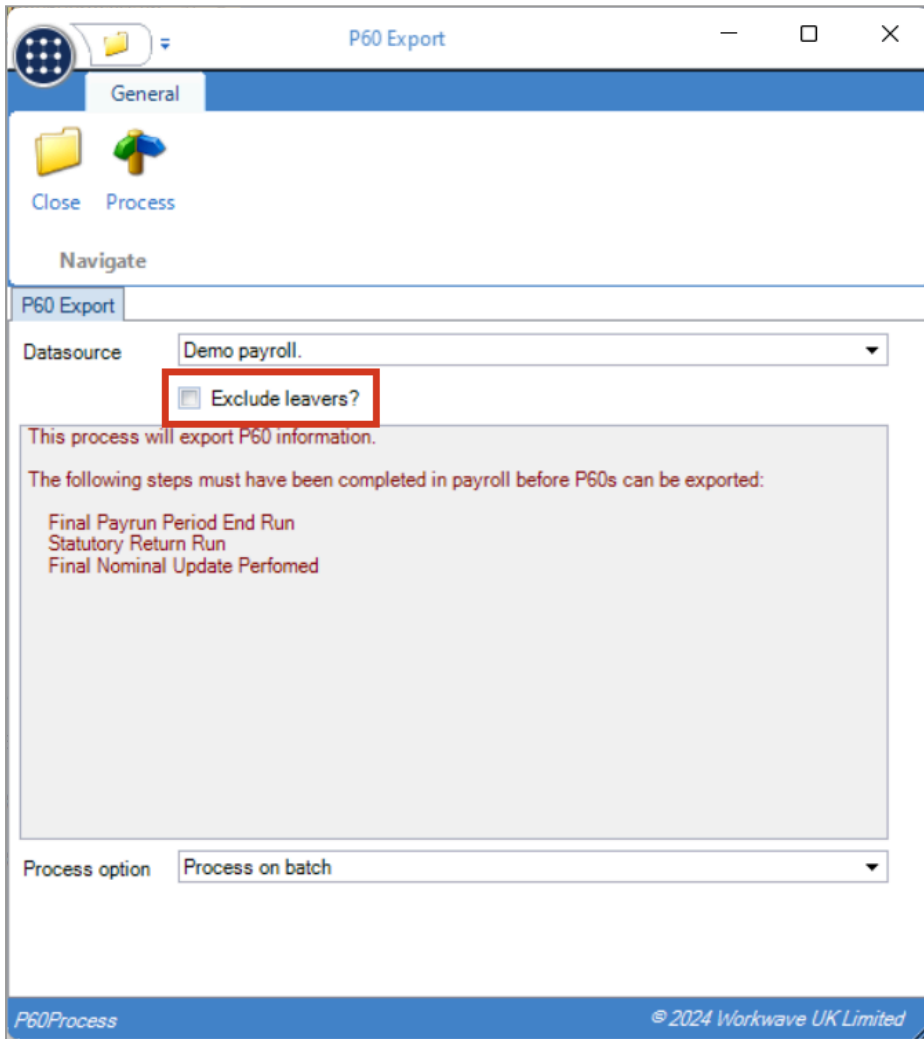 P60 Export
General
Close Process
Navigate
P60 Export
Datasource Demo payroll.
Exclude leavers?
This process will export P60 information.
The following steps must have been completed in payroll before P60s can be exported:
Final Payrun Period End Run
Statutory Return Run
Final Nominal Update Perfomed
Process option Process on batch
P60Process © 2024 Workwave UK Limited